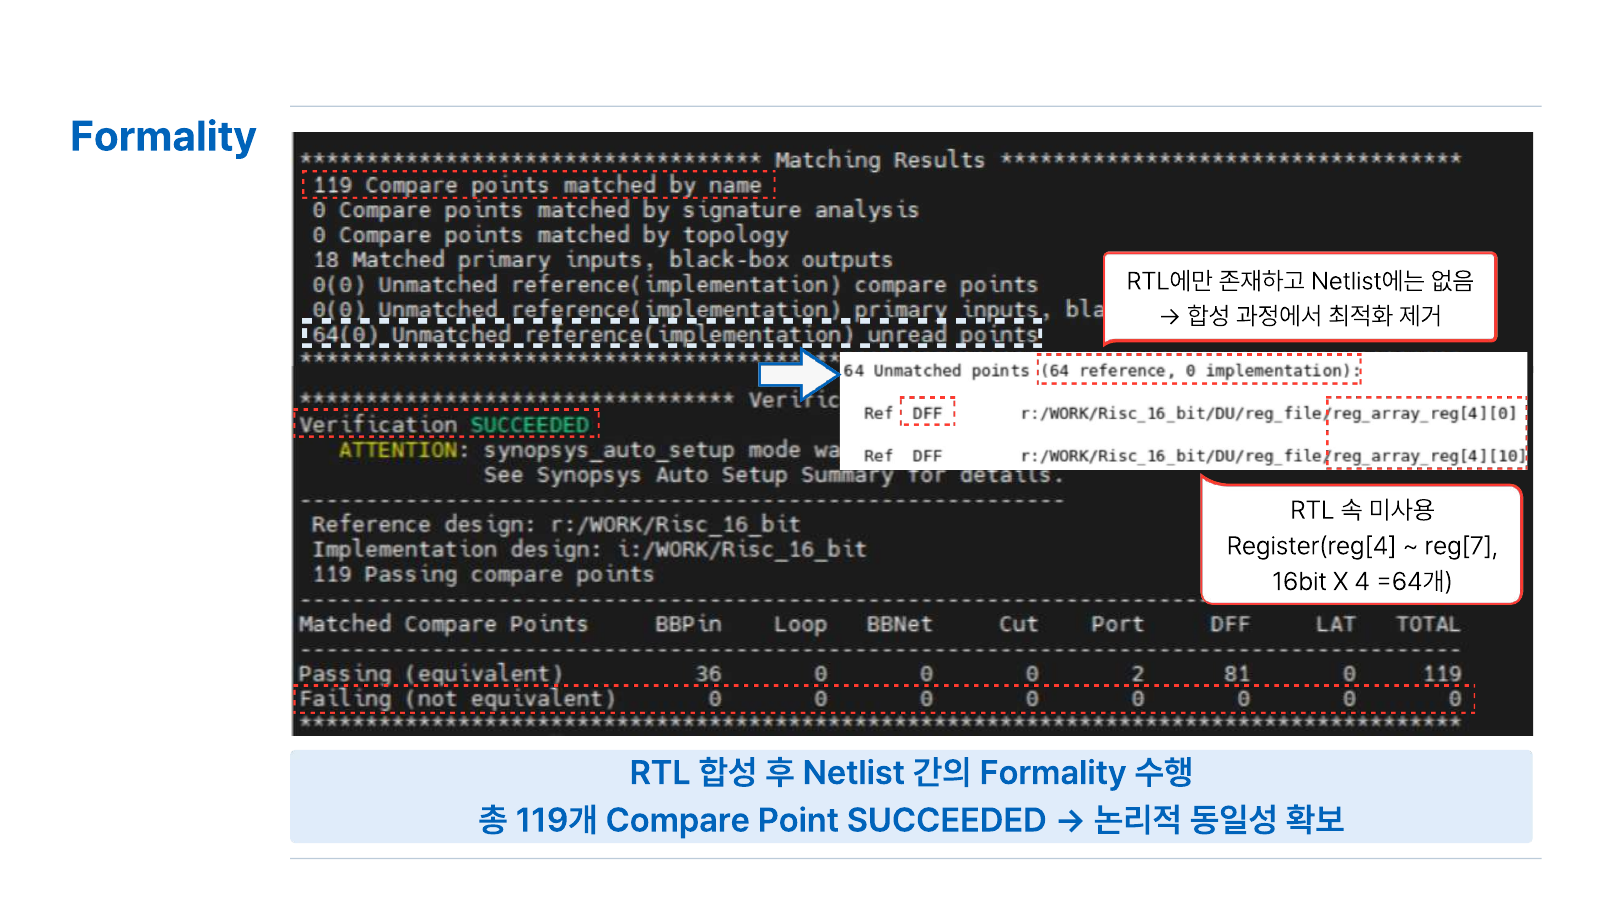 Formality
*********************************** Matching Results ***********************************
119 Compare points matched by name
0 Compare points matched by signature analysis
0 Compare points matched by topology
18 Matched primary inputs, black-box outputs
0(0) Unmatched reference(implementation) compare points
0(0) Unmatched reference(implementation) primary inputs, bla
64(0) Unmatched reference(implementation) unread points
RTL에만 존재하고 Netlist에는 없음
→ 합성 과정에서 최적화 제거
64 Unmatched points (64 reference, 0 implementation):
Ref DFF r:/WORK/Risc_16_bit/DU/reg_file/reg_array_reg[4][0]
Ref DFF r:/WORK/Risc_16_bit/DU/reg_file/reg_array_reg[4][10]
RTL 속 미사용
Register(reg[4] ~ reg[7],
16bit X 4 =64개)
********************************* Verific
Verification SUCCEEDED
ATTENTION: synopsys_auto_setup mode wa
See Synopsys Auto Setup Summary for details.
Reference design: r:/WORK/Risc_16_bit
Implementation design: i:/WORK/Risc_16_bit
119 Passing compare points
Matched Compare Points BBPin Loop BBNet Cut Port DFF LAT TOTAL
Passing (equivalent) 36 0 0 0 2 81 0 119
Failing (not equivalent) 0 0 0 0 0 0 0 0
RTL 합성 후 Netlist 간의 Formality 수행
총 119개 Compare Point SUCCEEDED → 논리적 동일성 확보